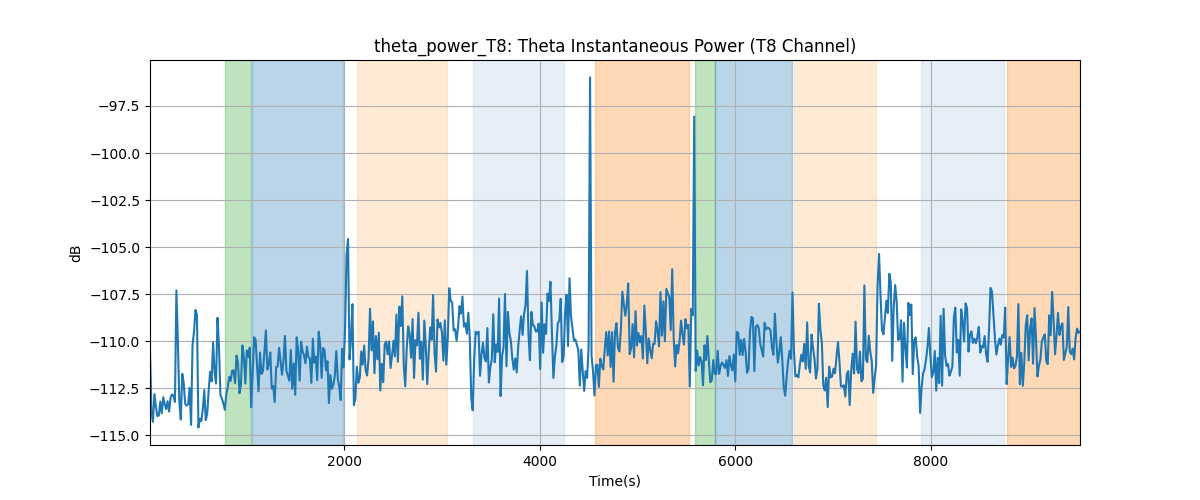 theta_power_T8: Theta Instantaneous Power (T8 Channel)
dB
−97.5
−100.0
−102.5
−105.0
−107.5
−110.0
−112.5
−115.0
2000 4000 6000 8000
Time(s)